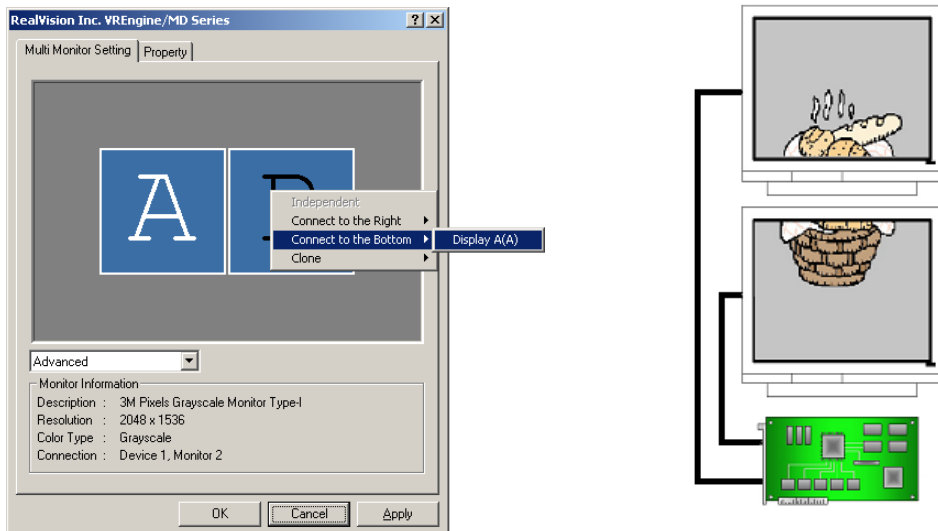 RealVision Inc. VREngine/MD Series
Multi Monitor Setting Property
A
Independent
Connect to the Right
Connect to the Bottom Display A(A)
Clone
Advanced
Monitor Information
Description : 3M Pixels Grayscale Monitor Type-I
Resolution : 2048 x 1536
Color Type : Grayscale
Connection : Device 1, Monitor 2
OK Cancel Apply